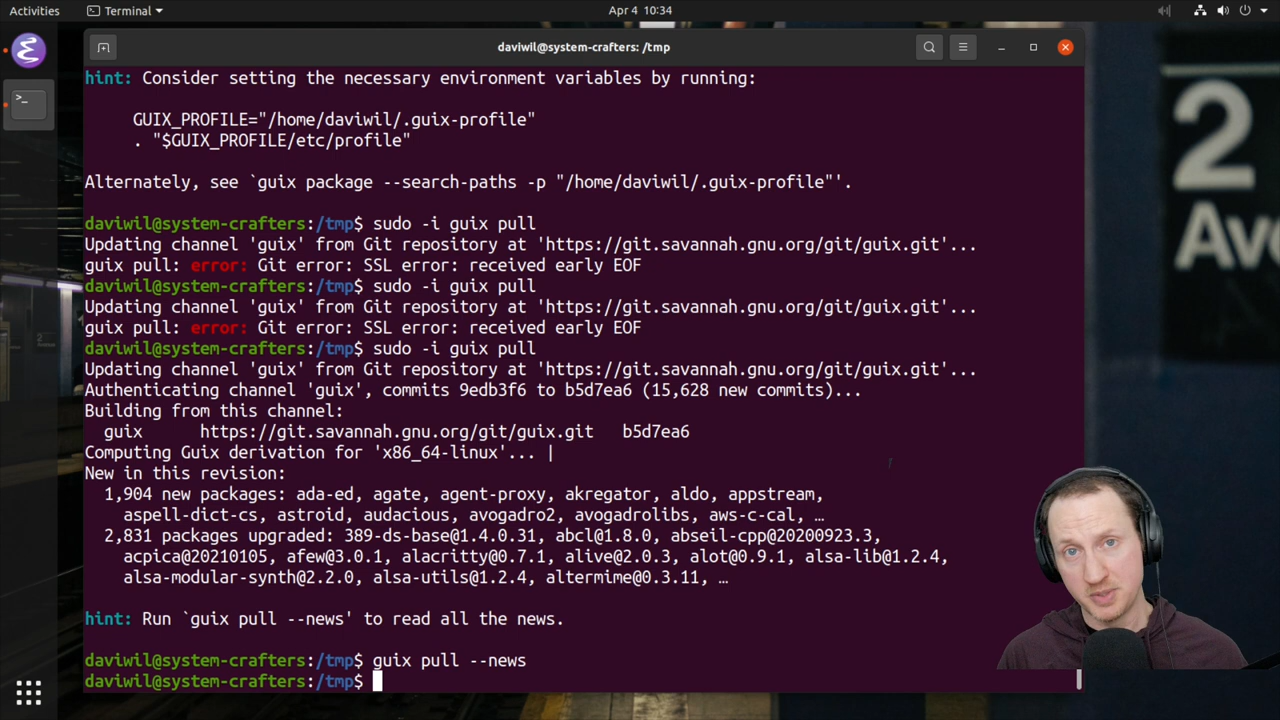 Activities
Terminal
Apr 4 10:34
daviwil@system-crafters: /tmp
hint: Consider setting the necessary environment variables by running:
GUIX_PROFILE="/home/daviwil/.guix-profile"
. "$GUIX_PROFILE/etc/profile"
Alternately, see `guix package --search-paths -p "/home/daviwil/.guix-profile"'.
daviwil@system-crafters:/tmp$ sudo -i guix pull
Updating channel 'guix' from Git repository at 'https://git.savannah.gnu.org/git/guix.git'...
guix pull: error: Git error: SSL error: received early EOF
daviwil@system-crafters:/tmp$ sudo -i guix pull
Updating channel 'guix' from Git repository at 'https://git.savannah.gnu.org/git/guix.git'...
guix pull: error: Git error: SSL error: received early EOF
daviwil@system-crafters:/tmp$ sudo -i guix pull
Updating channel 'guix' from Git repository at 'https://git.savannah.gnu.org/git/guix.git'...
Authenticating channel 'guix', commits 9edb3f6 to b5d7ea6 (15,628 new commits)...
Building from this channel:
guix      https://git.savannah.gnu.org/git/guix.git   b5d7ea6
Computing Guix derivation for 'x86_64-linux'... |
New in this revision:
1,904 new packages: ada-ed, agate, agent-proxy, akregator, aldo, appstream,
aspell-dict-cs, astroid, audacious, avogadro2, avogadrolibs, aws-c-cal, …
2,831 packages upgraded: 389-ds-base@1.4.0.31, abcl@1.8.0, abseil-cpp@20200923.3,
acpica@20210105, afew@3.0.1, alacritty@0.7.1, alive@2.0.3, alot@0.9.1, alsa-lib@1.2.4,
alsa-modular-synth@2.2.0, alsa-utils@1.2.4, altermime@0.3.11, …
hint: Run `guix pull --news' to read all the news.
daviwil@system-crafters:/tmp$ guix pull --news
daviwil@system-crafters:/tmp$
2
Av